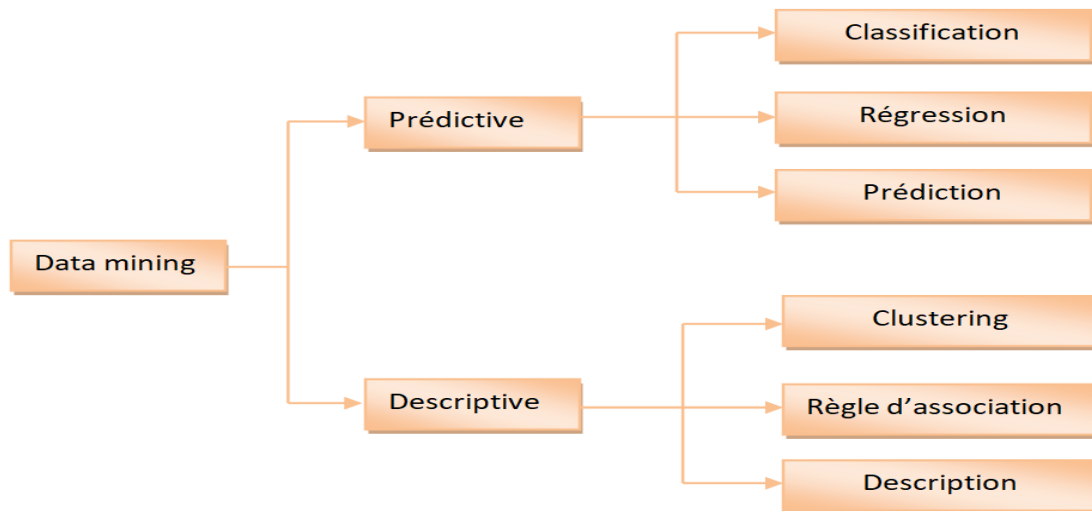 Data mining
Prédictive
Classification
Régression
Prédiction
Descriptive
Clustering
Règle d’association
Description